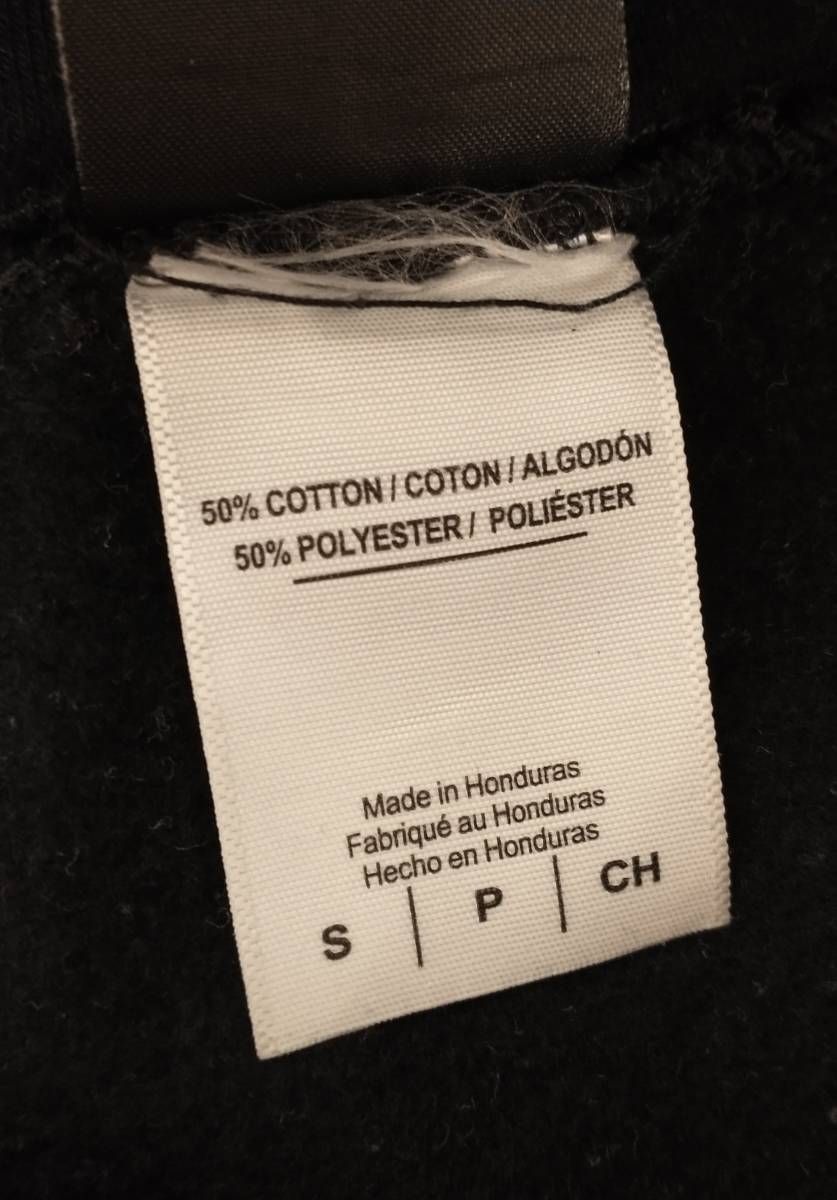 50% COTTON / COTON / ALGODÓN
50% POLYESTER / POLIÉSTER
Made in Honduras
Fabriqué au Honduras
Hecho en Honduras
S | P | CH